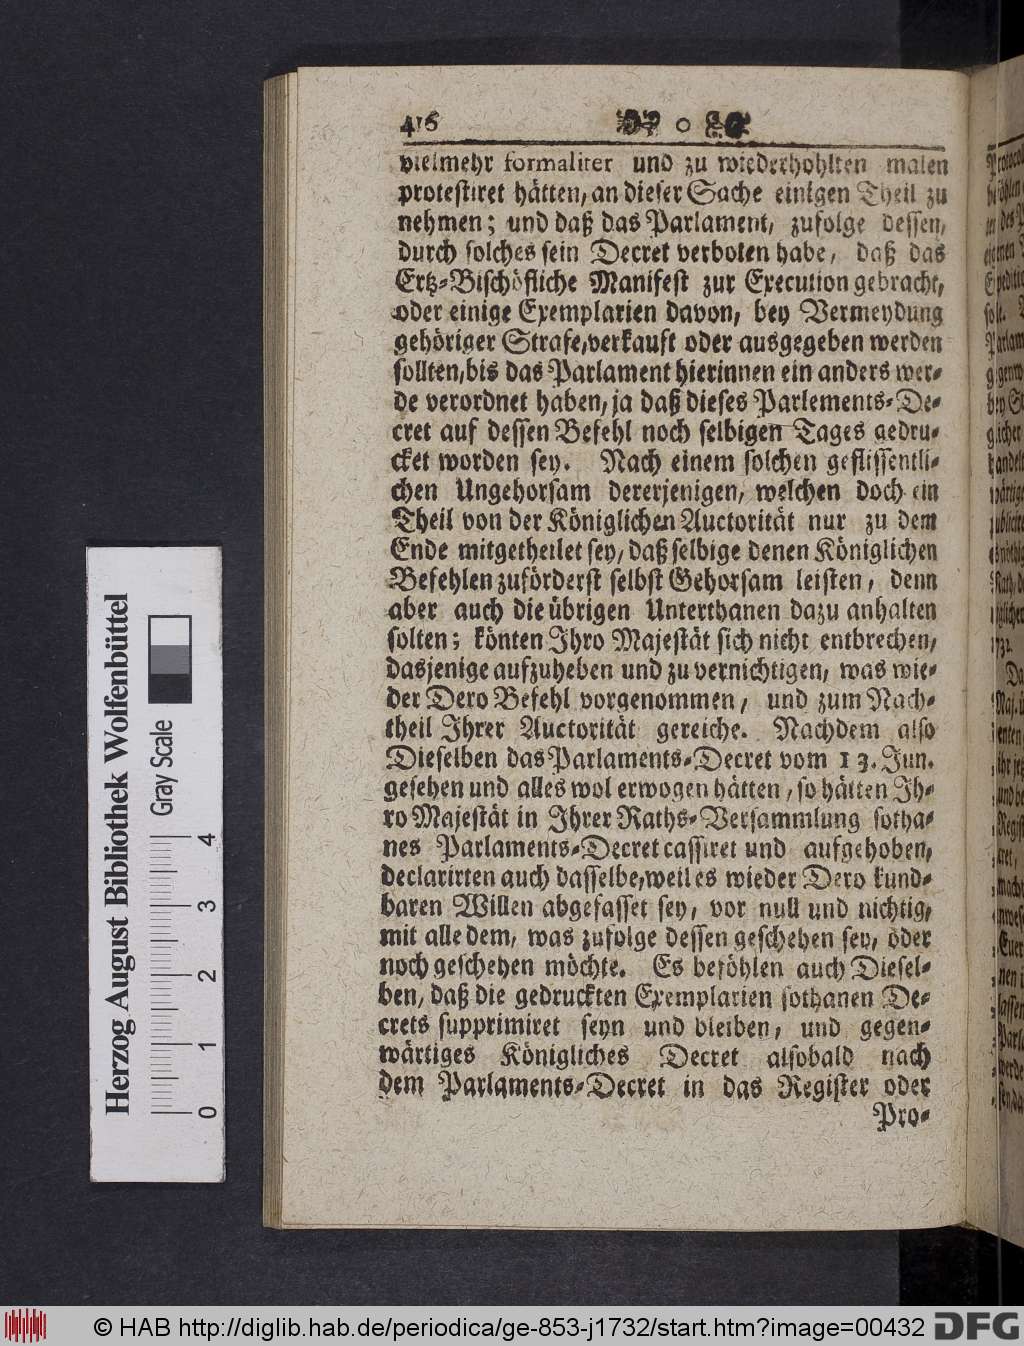 416
vielmehr formaliter und zu wiederhohlten malen
protestiret hätten, an dieser Sache einigen Theil zu
nehmen; und daß das Parlament, zufolge dessen,
durch solches sein Decret verboten habe, daß das
Ertz-Bischöfliche Manifest zur Execution gebracht,
oder einige Exemplarien davon, bey Vermeydung
gehöriger Strafe, verkauft oder ausgegeben werden
sollten, bis das Parlament hierinnen ein anders wer-
de verordnet haben, ja daß dieses Parlements-De-
cret auf dessen Befehl noch selbigen Tages gedru-
cket worden sey. Nach einem solchen geflissentli-
chen Ungehorsam dererjenigen, welchen doch ein
Theil von der Königlichen Auctorität nur zu dem
Ende mitgetheilet sey, daß selbige denen Königlichen
Befehlen zuförderst selbst Gehorsam leisten, denn
aber auch die übrigen Unterthanen dazu anhalten
solten; könten Ihro Majestät sich nicht entbrechen,
dasjenige aufzuheben und zu vernichtigen, was wie-
der Dero Befehl vorgenommen, und zum Nach-
theil Ihrer Auctorität gereiche. Nachdem also
Dieselben das Parlaments-Decret vom 13. Jun.
gesehen und alles wol erwogen hätten, so hätten Ih-
ro Majestät in Ihrer Raths-Versammlung sotha-
nes Parlaments-Decret cassiret und aufgehoben,
declarirten auch dasselbe, weil es wieder Dero kund-
baren Willen abgefasset sey, vor null und nichtig,
mit alle dem, was zufolge dessen geschehen sey, oder
noch geschehen möchte. Es beföhlen auch Diesel-
ben, daß die gedruckten Exemplarien sothanen De-
crets supprimiret seyn und bleiben, und gegen-
wärtiges Königliches Decret alsobald nach
dem Parlaments-Decret in das Register oder
Pro-
Herzog August Bibliothek Wolfenbüttel
Gray Scale
0 1 2 3 4
© HAB http://diglib.hab.de/periodica/ge-853-j1732/start.htm?image=00432
DFG